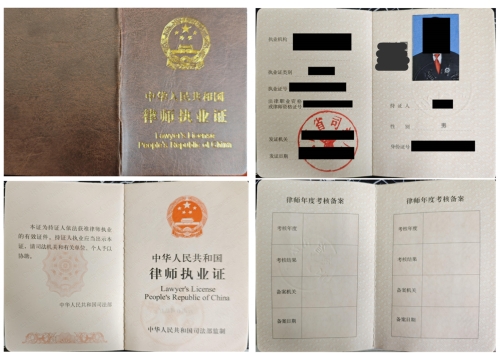 中华人民共和国
律师执业证
Lawyer's License
People's Republic of China
执业机构
执业证类别
执业证号
法律职业资格
或律师资格证号
发证机关
发证日期
省司
持证人
性别 男
身份证号
本证为持证人依法获准律师执业
的有效证件。持证人执业应当出示本
证，请司法机关和有关单位、个人予以
协助。
中华人民共和国司法部
中华人民共和国
律师执业证
Lawyer's License
People's Republic of China
中华人民共和国司法部监制
律师年度考核备案
考核年度
考核结果
备案机关
备案日期
律师年度考核备案
考核年度
考核结果
备案机关
备案日期